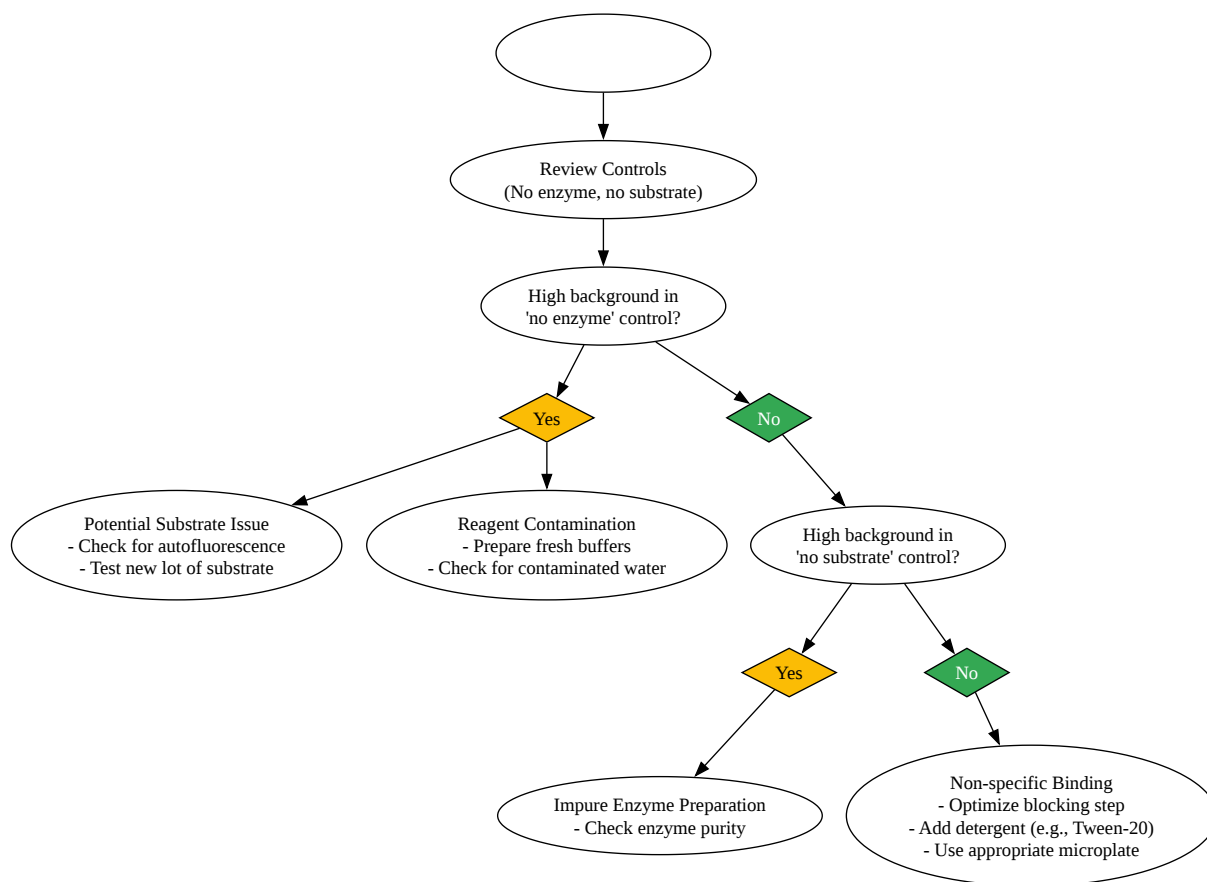 Review Controls
(No enzyme, no substrate)
High background in
'no enzyme' control?
Yes
No
Potential Substrate Issue
- Check for autofluorescence
- Test new lot of substrate
Reagent Contamination
- Prepare fresh buffers
- Check for contaminated water
High background in
'no substrate' control?
Yes
No
Impure Enzyme Preparation
- Check enzyme purity
Non-specific Binding
- Optimize blocking step
- Add detergent (e.g., Tween-20)
- Use appropriate microplate